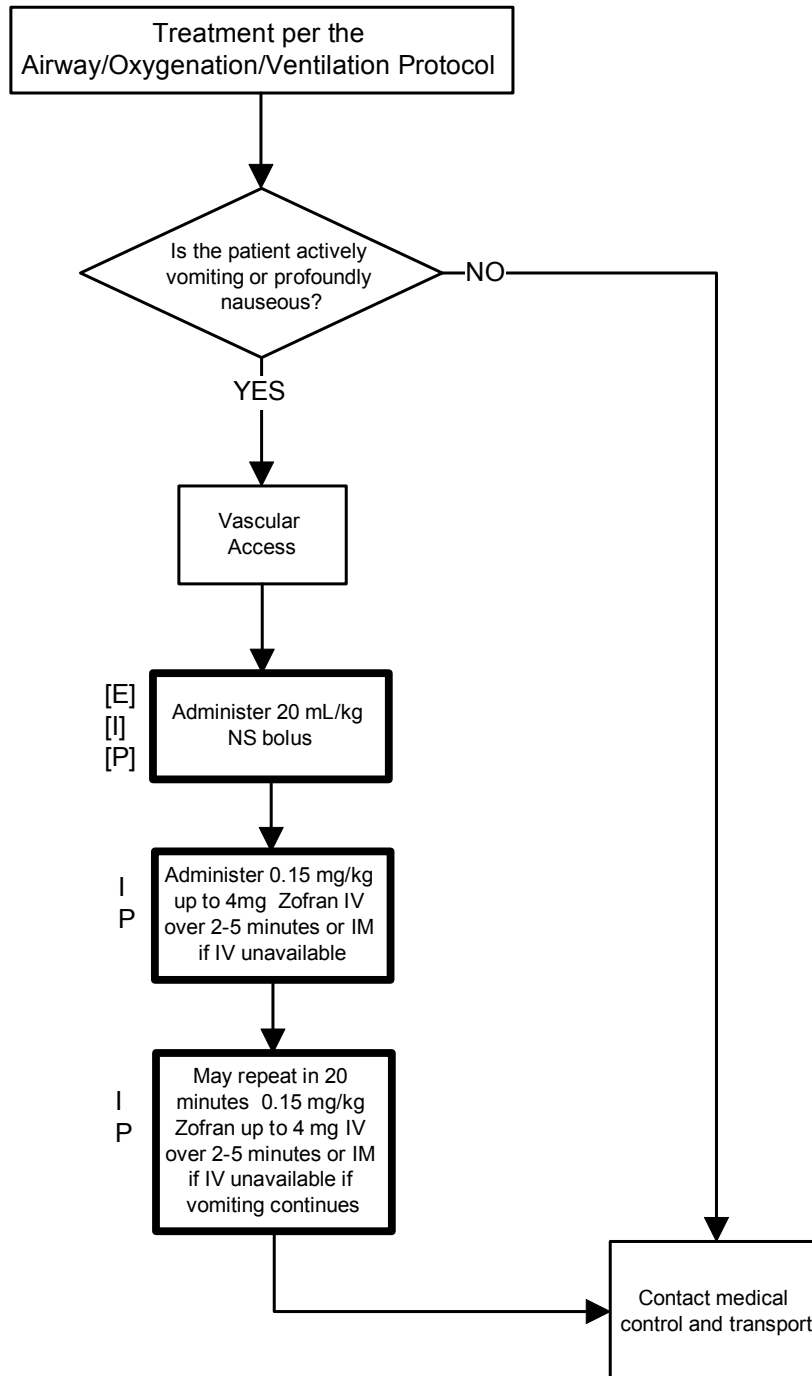 Treatment per the
Airway/Oxygenation/Ventilation Protocol
Is the patient actively
vomiting or profoundly
nauseous?
NO
YES
Vascular
Access
[E]
[I]
[P]
Administer 20 mL/kg
NS bolus
I
P
Administer 0.15 mg/kg
up to 4mg Zofran IV
over 2-5 minutes or IM
if IV unavailable
I
P
May repeat in 20
minutes 0.15 mg/kg
Zofran up to 4 mg IV
over 2-5 minutes or IM
if IV unavailable if
vomiting continues
Contact medical
control and transport